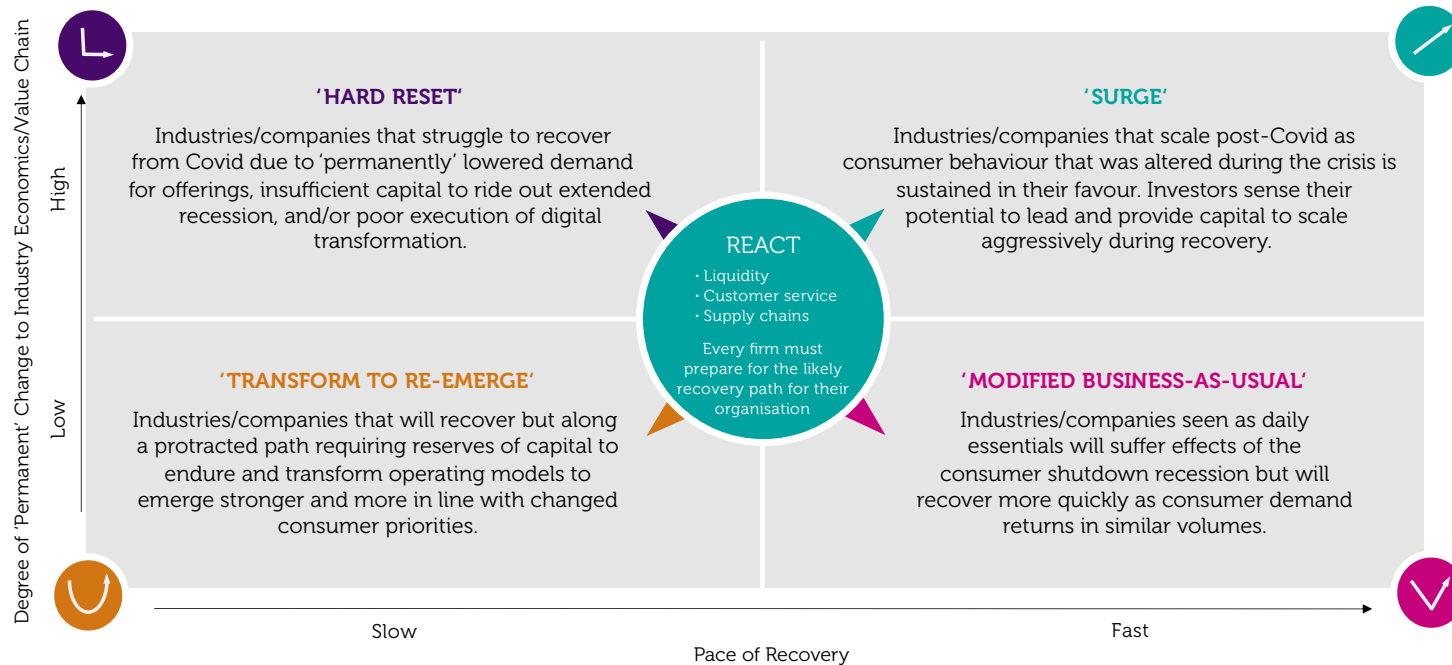 Degree of 'Permanent' Change to Industry Economics/Value Chain
High
Low
'HARD RESET'
Industries/companies that struggle to recover
from Covid due to 'permanently' lowered demand
for offerings, insufficient capital to ride out extended
recession, and/or poor execution of digital
transformation.
'SURGE'
Industries/companies that scale post-Covid as
consumer behaviour that was altered during the crisis is
sustained in their favour. Investors sense their
potential to lead and provide capital to scale
aggressively during recovery.
REACT
· Liquidity
· Customer service
· Supply chains
Every firm must
prepare for the likely
recovery path for their
organisation
'TRANSFORM TO RE-EMERGE'
Industries/companies that will recover but along
a protracted path requiring reserves of capital to
endure and transform operating models to
emerge stronger and more in line with changed
consumer priorities.
'MODIFIED BUSINESS-AS-USUAL'
Industries/companies seen as daily
essentials will suffer effects of the
consumer shutdown recession but will
recover more quickly as consumer demand
returns in similar volumes.
Slow
Fast
Pace of Recovery